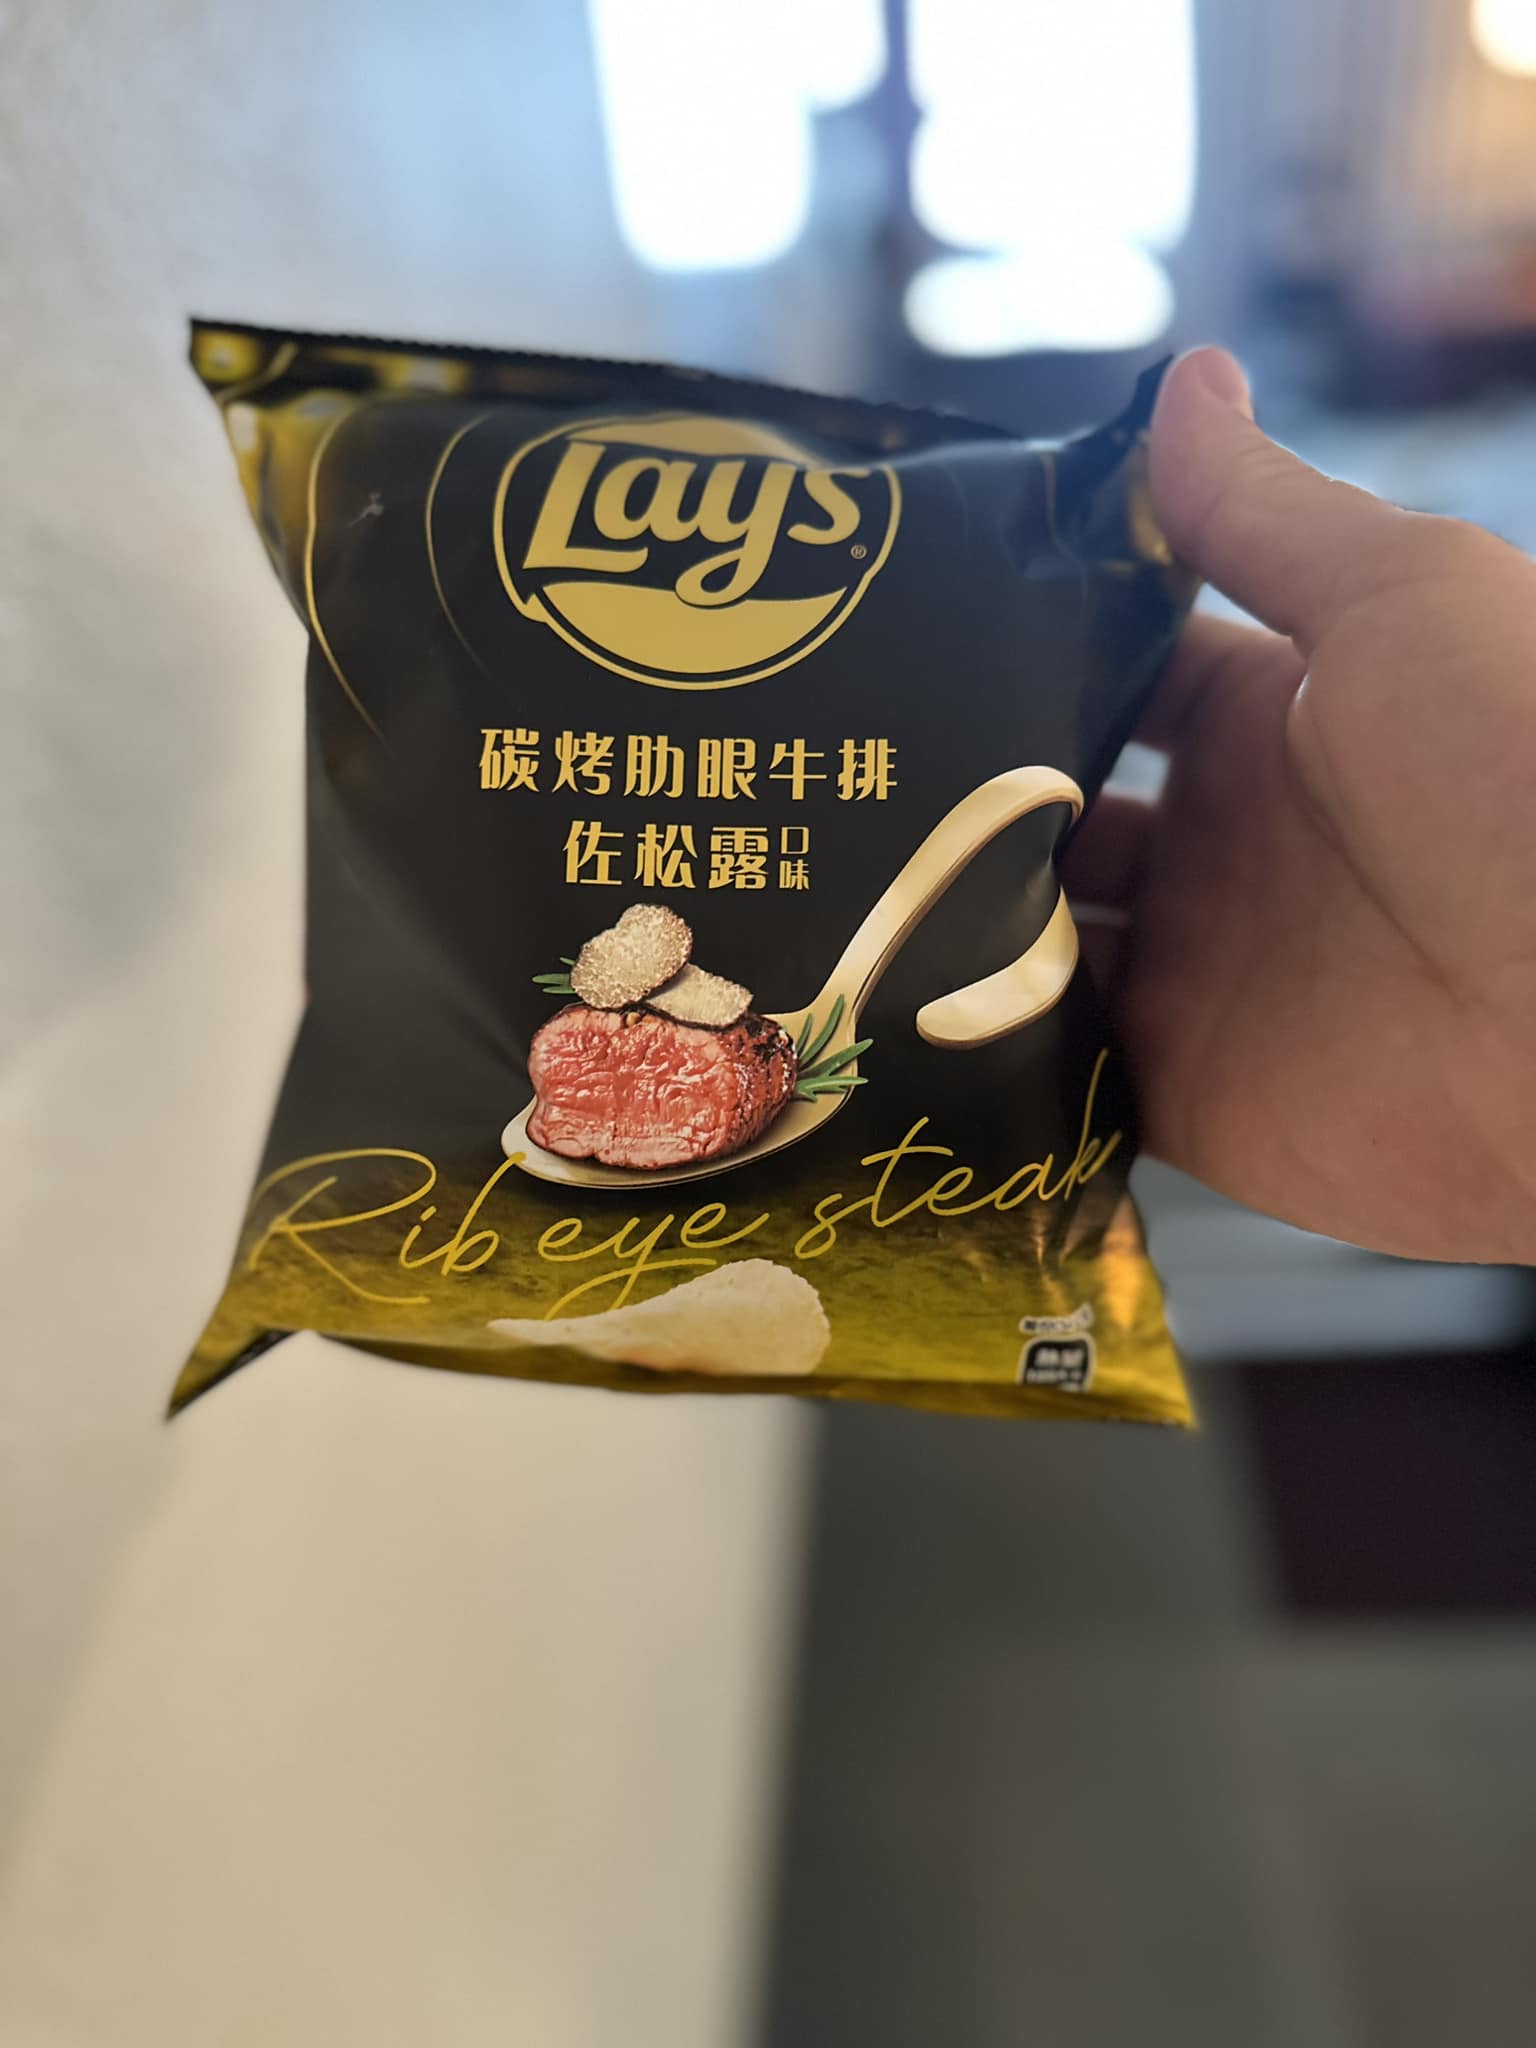 Lay's®
碳烤肋眼牛排
佐松露口味
Rib eye steak